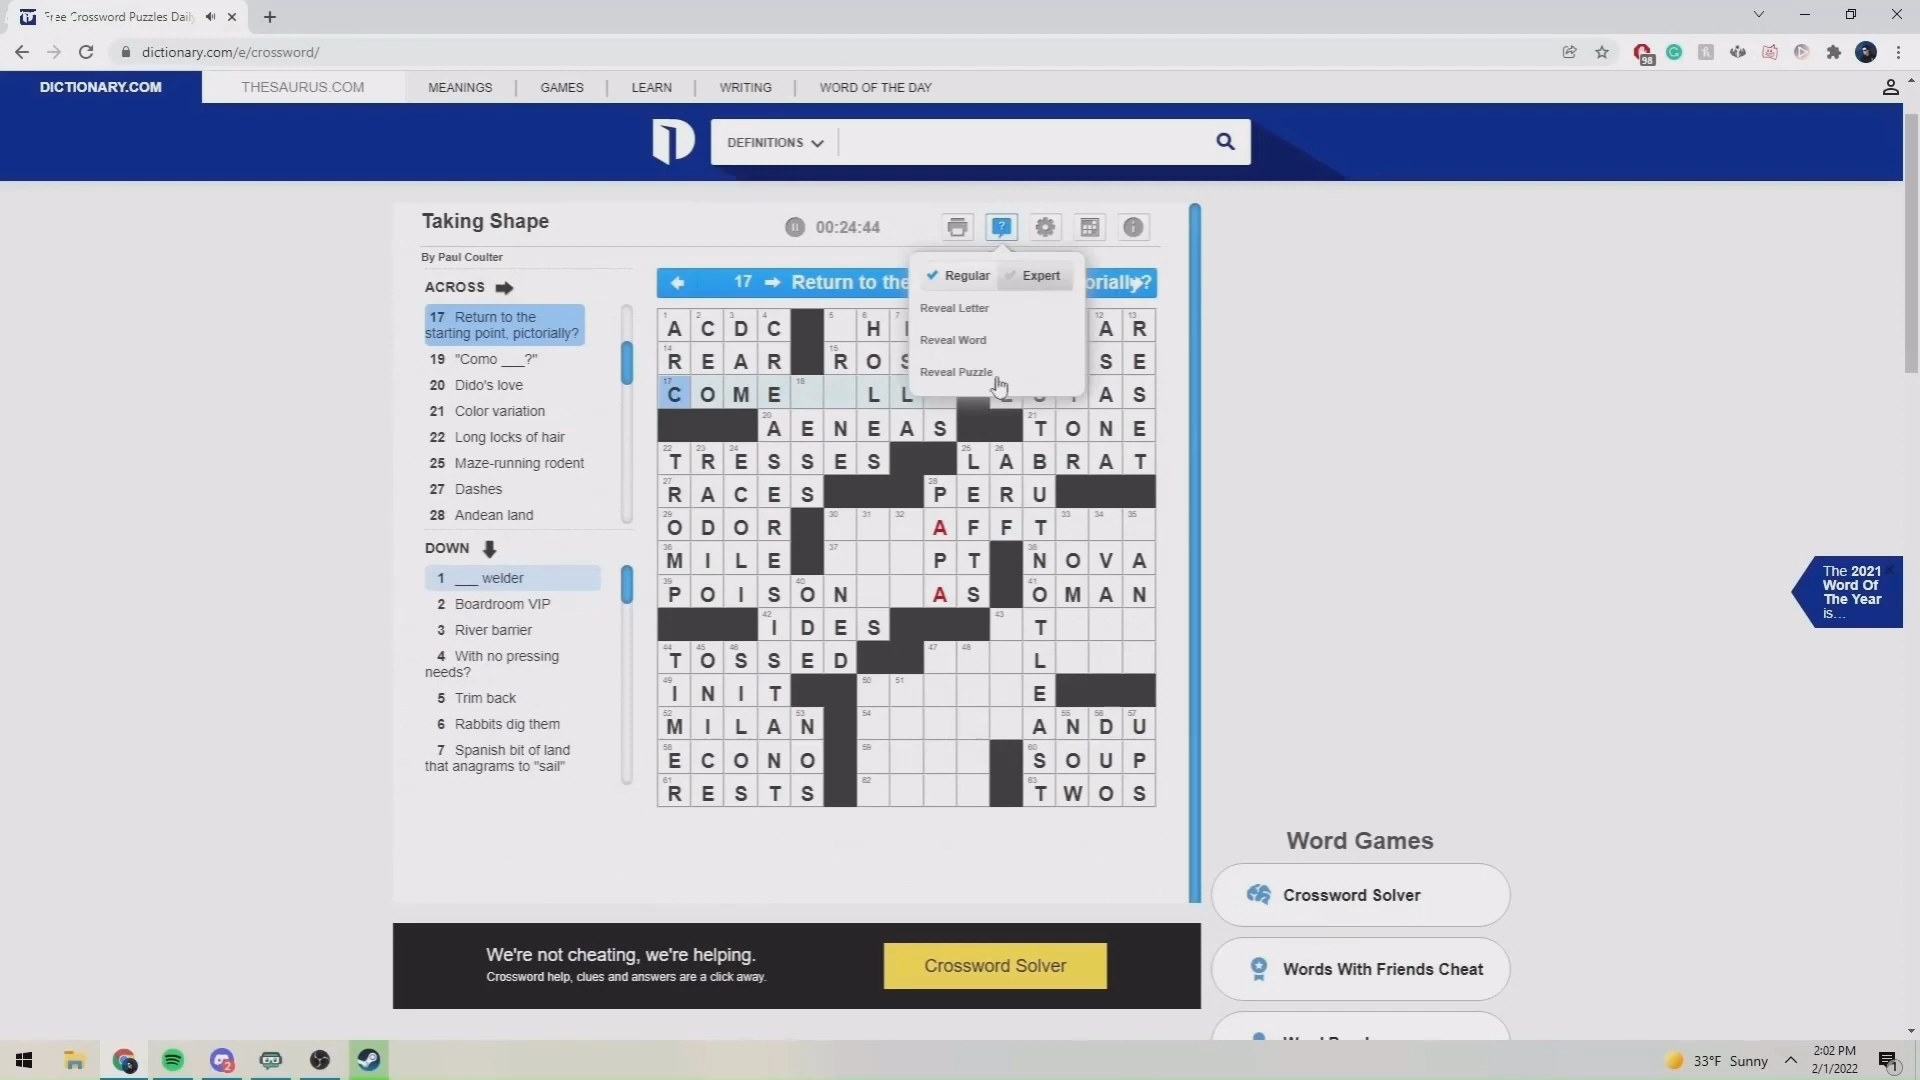 Free Crossword Puzzles Daily
dictionary.com/e/crossword/
98
DICTIONARY.COM
THESAURUS.COM
MEANINGS
GAMES
LEARN
WRITING
WORD OF THE DAY
DEFINITIONS
Taking Shape
00:24:44
By Paul Coulter
ACROSS
17 Return to the
starting point, pictorially?
19 "Como ___?"
20 Dido's love
21 Color variation
22 Long locks of hair
25 Maze-running rodent
27 Dashes
28 Andean land
DOWN
1 ___ welder
2 Boardroom VIP
3 River barrier
4 With no pressing
needs?
5 Trim back
6 Rabbits dig them
7 Spanish bit of land
that anagrams to "sail"
17 Return to the
orially?
Regular
Expert
Reveal Letter
Reveal Word
Reveal Puzzle
A C D C H A R
R E A R R O S S E
C O M E L L A S
A E N E A S T O N E
T R E S S E S L A B R A T
R A C E S P E R U
O D O R A F F T
M I L E P T N O V A
P O I S O N A S O M A N
I D E S T
T O S S E D L
I N I T E
M I L A N A N D U
E C O N O S O U P
R E S T S T W O S
The 2021
Word Of
The Year
is...
Word Games
Crossword Solver
Words With Friends Cheat
We're not cheating, we're helping.
Crossword help, clues and answers are a click away.
Crossword Solver
33°F Sunny
2:02 PM
2/1/2022